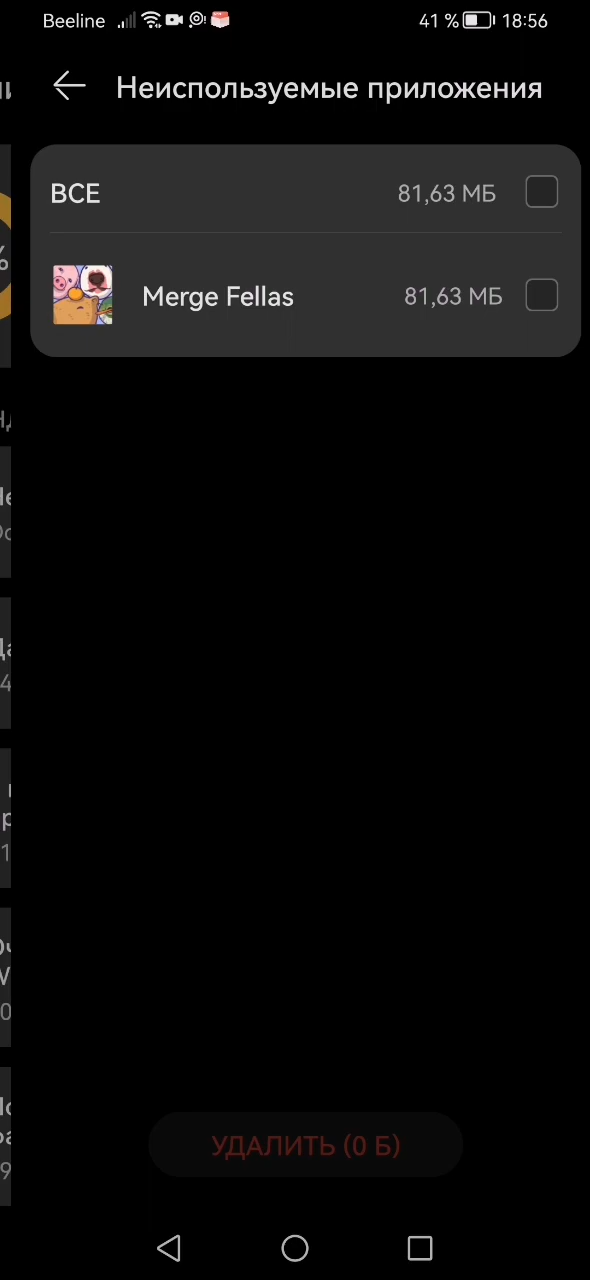 Beeline 41 % 18:56
Неиспользуемые приложения
ВСЕ 81,63 МБ
Merge Fellas 81,63 МБ
УДАЛИТЬ (0 Б)